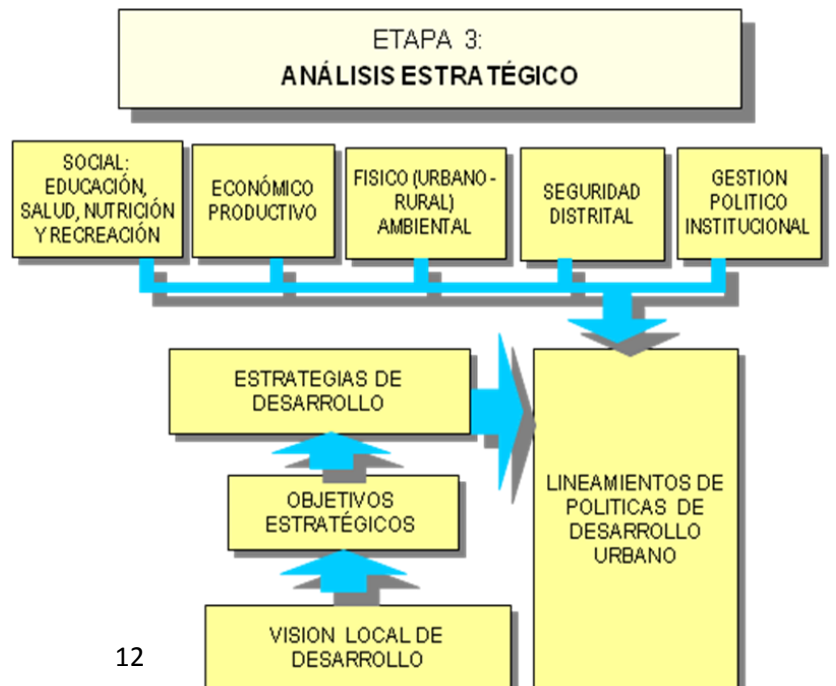 ETAPA 3:
ANÁLISIS ESTRATÉGICO
SOCIAL:
EDUCACIÓN,
SALUD, NUTRICIÓN
Y RECREACIÓN
ECONÓMICO
PRODUCTIVO
FISICO (URBANO -
RURAL)
AMBIENTAL
SEGURIDAD
DISTRITAL
GESTION
POLITICO
INSTITUCIONAL
ESTRATEGIAS DE
DESARROLLO
OBJETIVOS
ESTRATÉGICOS
VISION LOCAL DE
DESARROLLO
LINEAMIENTOS DE
POLITICAS DE
DESARROLLO
URBANO
12